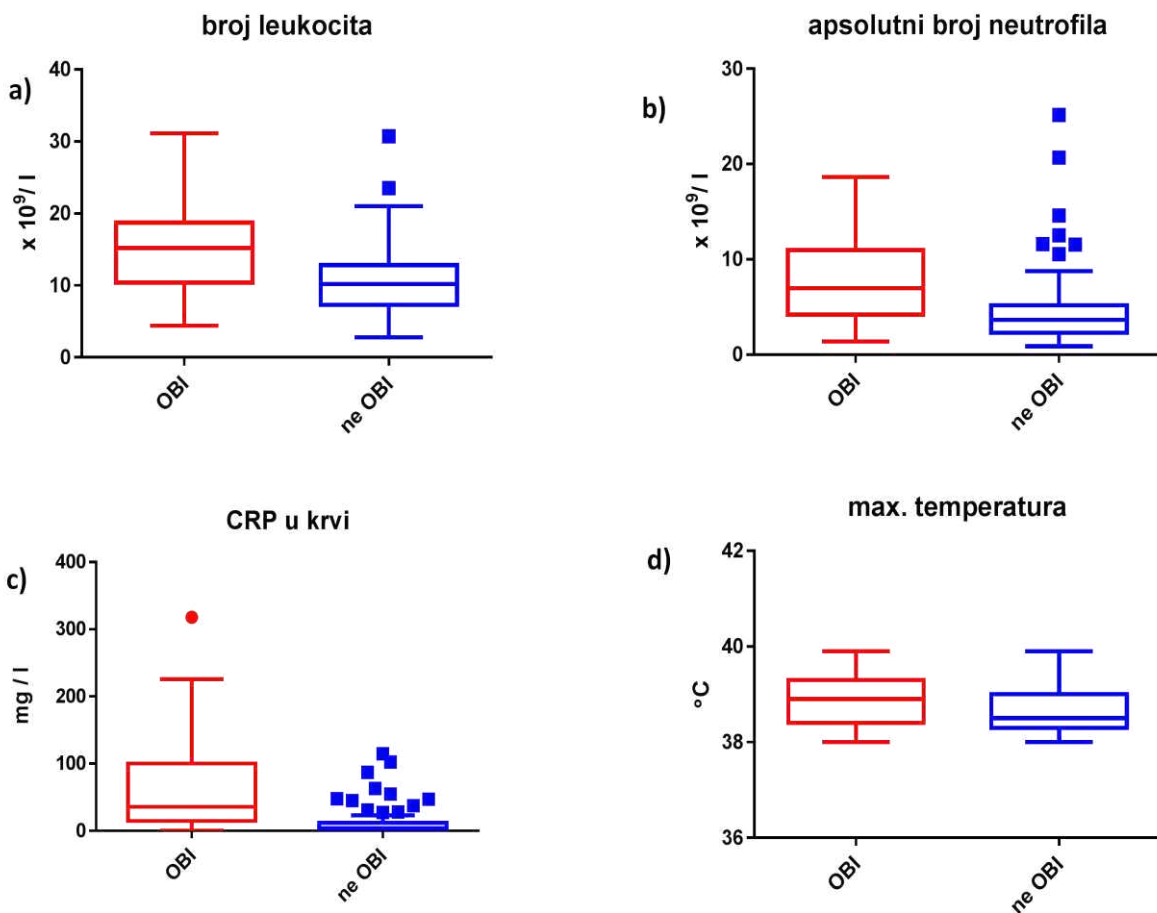 broj leukocita
a)
40
30
20
10
0
x 10⁹/ l
OBI
ne OBI
apsolutni broj neutrofila
b)
30
20
10
0
x 10⁹/ l
OBI
ne OBI
CRP u krvi
c)
400
300
200
100
0
mg / l
OBI
ne OBI
max. temperatura
d)
42
40
38
36
°C
OBI
ne OBI